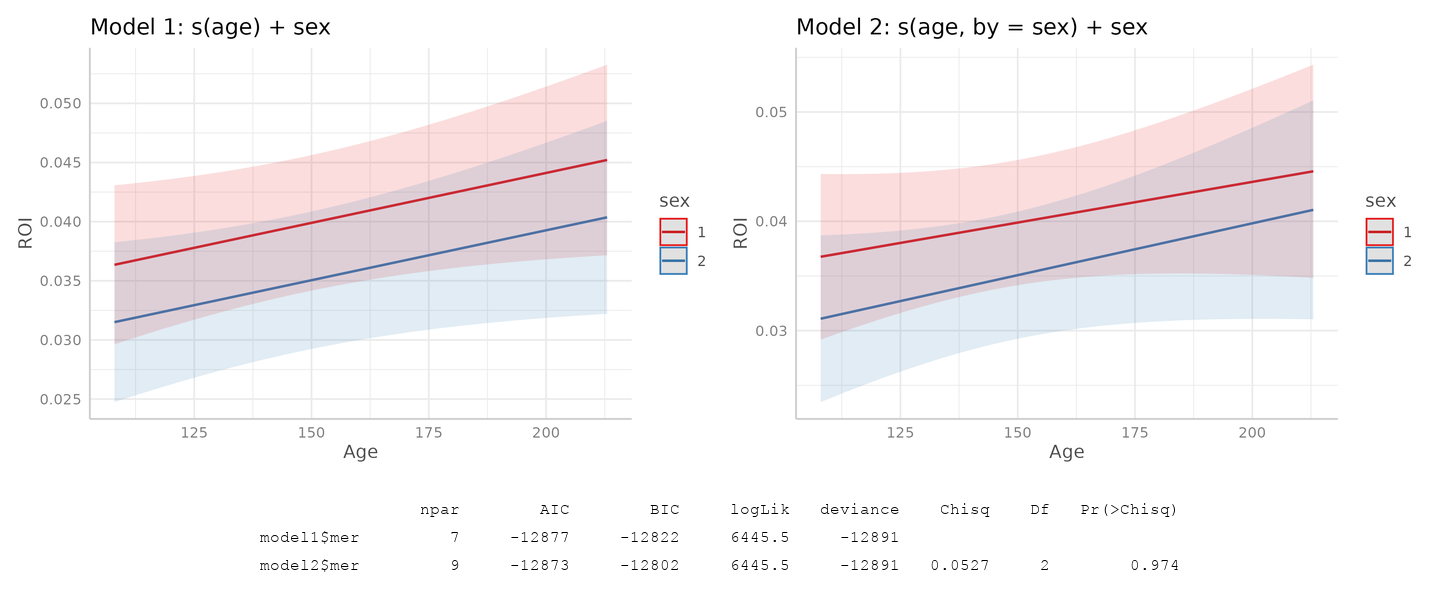 Model 1: s(age) + sex
0.050
0.045
0.040
0.035
0.030
0.025
ROI
125 150 175 200
Age
sex
1
2
Model 2: s(age, by = sex) + sex
0.05
0.04
0.03
ROI
125 150 175 200
Age
sex
1
2
npar AIC BIC logLik deviance Chisq Df Pr(>Chisq)
model1$mer 7 -12877 -12822 6445.5 -12891
model2$mer 9 -12873 -12802 6445.5 -12891 0.0527 2 0.974